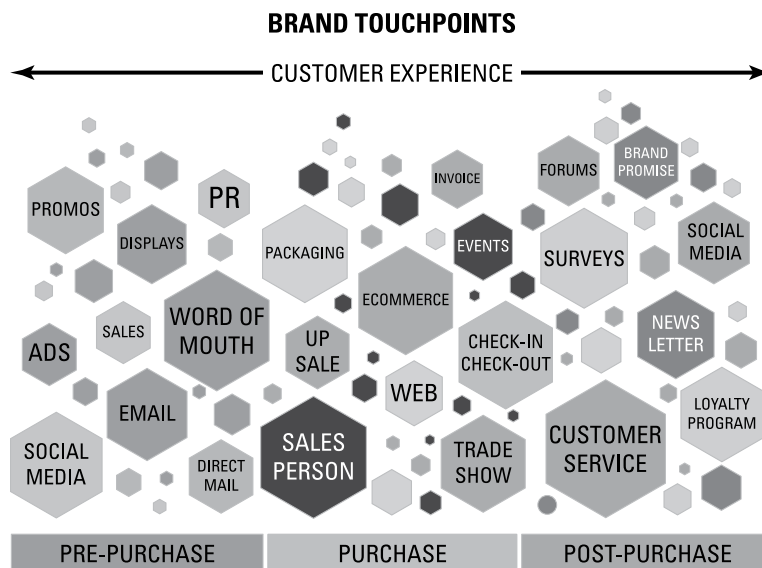 BRAND TOUCHPOINTS
CUSTOMER EXPERIENCE
PROMOS
PR
DISPLAYS
WORD OF
MOUTH
SALES
ADS
EMAIL
SOCIAL
MEDIA
DIRECT
MAIL
INVOICE
PACKAGING
EVENTS
ECOMMERCE
UP
SALE
CHECK-IN
CHECK-OUT
WEB
SALES
PERSON
TRADE
SHOW
FORUMS
BRAND
PROMISE
SURVEYS
SOCIAL
MEDIA
NEWS
LETTER
LOYALTY
PROGRAM
CUSTOMER
SERVICE
PRE-PURCHASE
PURCHASE
POST-PURCHASE